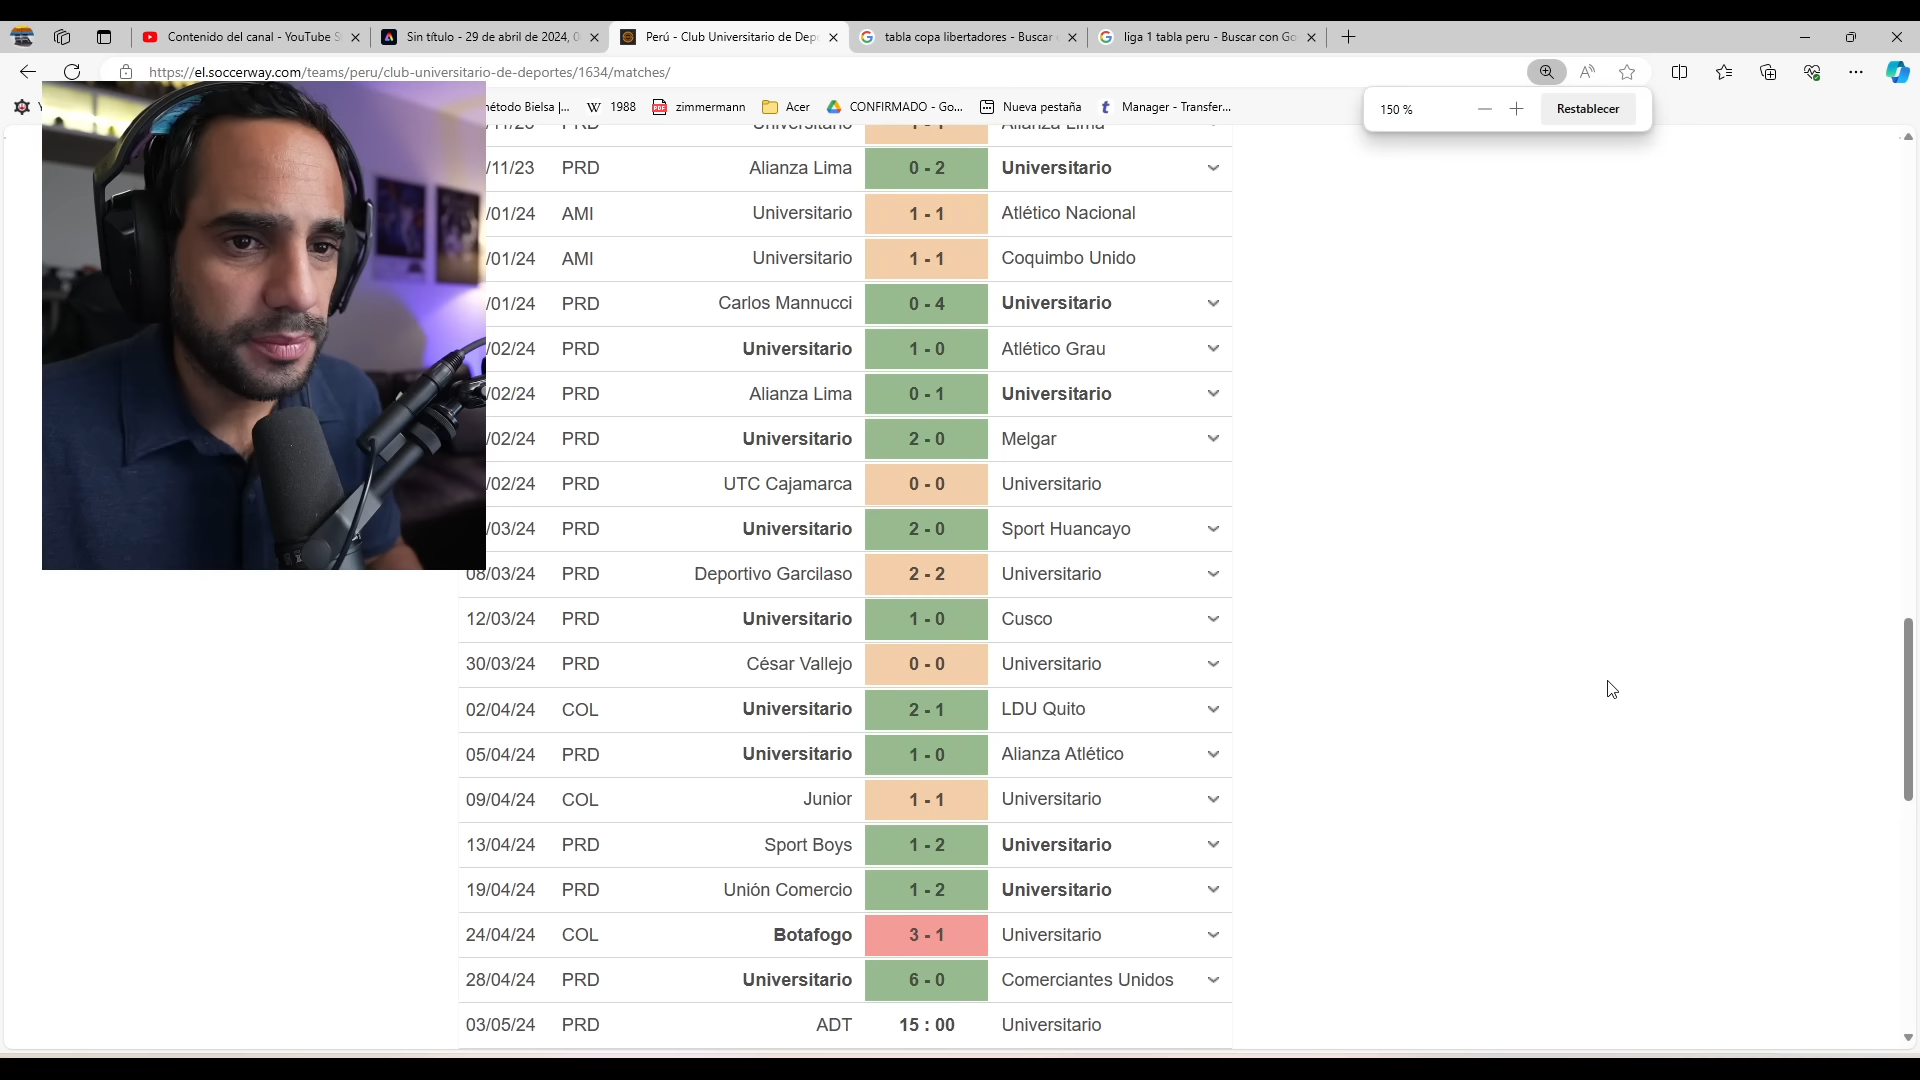 Contenido del canal - YouTube S
Sin título - 29 de abril de 2024, 0
Perú - Club Universitario de Depo
tabla copa libertadores - Buscar
liga 1 tabla peru - Buscar con Go
https://el.soccerway.com/teams/peru/club-universitario-de-deportes/1634/matches/
método Bielsa |...
1988
zimmermann
Acer
CONFIRMADO - Go...
Nueva pestaña
Manager - Transfer...
150 %
Restablecer
/11/23 PRD Universitario 1 - 1 Alianza Lima
/11/23 PRD Alianza Lima 0 - 2 Universitario
/01/24 AMI Universitario 1 - 1 Atlético Nacional
/01/24 AMI Universitario 1 - 1 Coquimbo Unido
/01/24 PRD Carlos Mannucci 0 - 4 Universitario
/02/24 PRD Universitario 1 - 0 Atlético Grau
/02/24 PRD Alianza Lima 0 - 1 Universitario
/02/24 PRD Universitario 2 - 0 Melgar
/02/24 PRD UTC Cajamarca 0 - 0 Universitario
/03/24 PRD Universitario 2 - 0 Sport Huancayo
08/03/24 PRD Deportivo Garcilaso 2 - 2 Universitario
12/03/24 PRD Universitario 1 - 0 Cusco
30/03/24 PRD César Vallejo 0 - 0 Universitario
02/04/24 COL Universitario 2 - 1 LDU Quito
05/04/24 PRD Universitario 1 - 0 Alianza Atlético
09/04/24 COL Junior 1 - 1 Universitario
13/04/24 PRD Sport Boys 1 - 2 Universitario
19/04/24 PRD Unión Comercio 1 - 2 Universitario
24/04/24 COL Botafogo 3 - 1 Universitario
28/04/24 PRD Universitario 6 - 0 Comerciantes Unidos
03/05/24 PRD ADT 15 : 00 Universitario